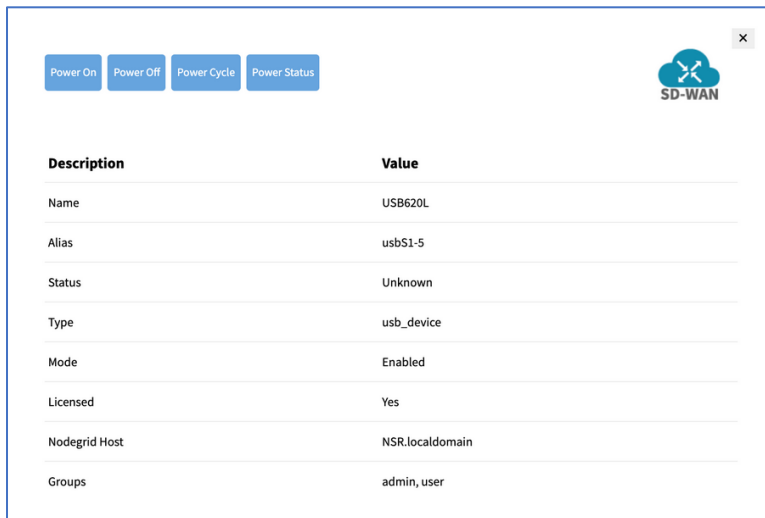 ×
Power On Power Off Power Cycle Power Status
SD-WAN
Description Value
Name USB620L
Alias usbS1-5
Status Unknown
Type usb_device
Mode Enabled
Licensed Yes
Nodegrid Host NSR.localdomain
Groups admin, user